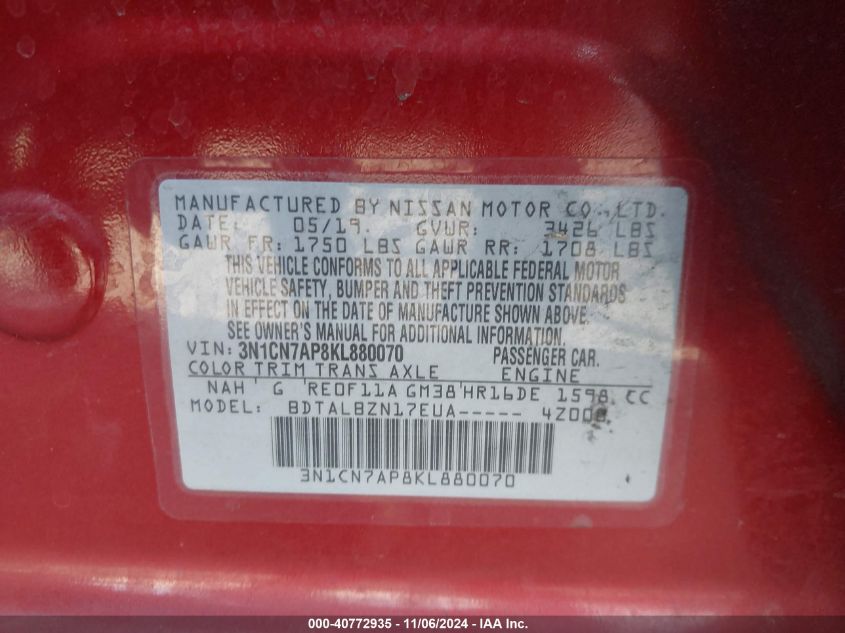 MANUFACTURED BY NISSAN MOTOR CO., LTD.
DATE: 05/19. GVWR: 3426 LBS
GAWR FR: 1750 LBS GAWR RR: 1708 LBS
THIS VEHICLE CONFORMS TO ALL APPLICABLE FEDERAL MOTOR
VEHICLE SAFETY, BUMPER AND THEFT PREVENTION STANDARDS
IN EFFECT ON THE DATE OF MANUFACTURE SHOWN ABOVE.
SEE OWNER'S MANUAL FOR ADDITIONAL INFORMATION.
VIN: 3N1CN7AP8KL880070 PASSENGER CAR.
COLOR TRIM TRANS AXLE ENGINE
NAH G RE0F11A GM38 HR16DE 1598 CC
MODEL: BDTALBZN17EUA----- 4Z008
3N1CN7AP8KL880070
000-40772935 - 11/06/2024 - IAA Inc.